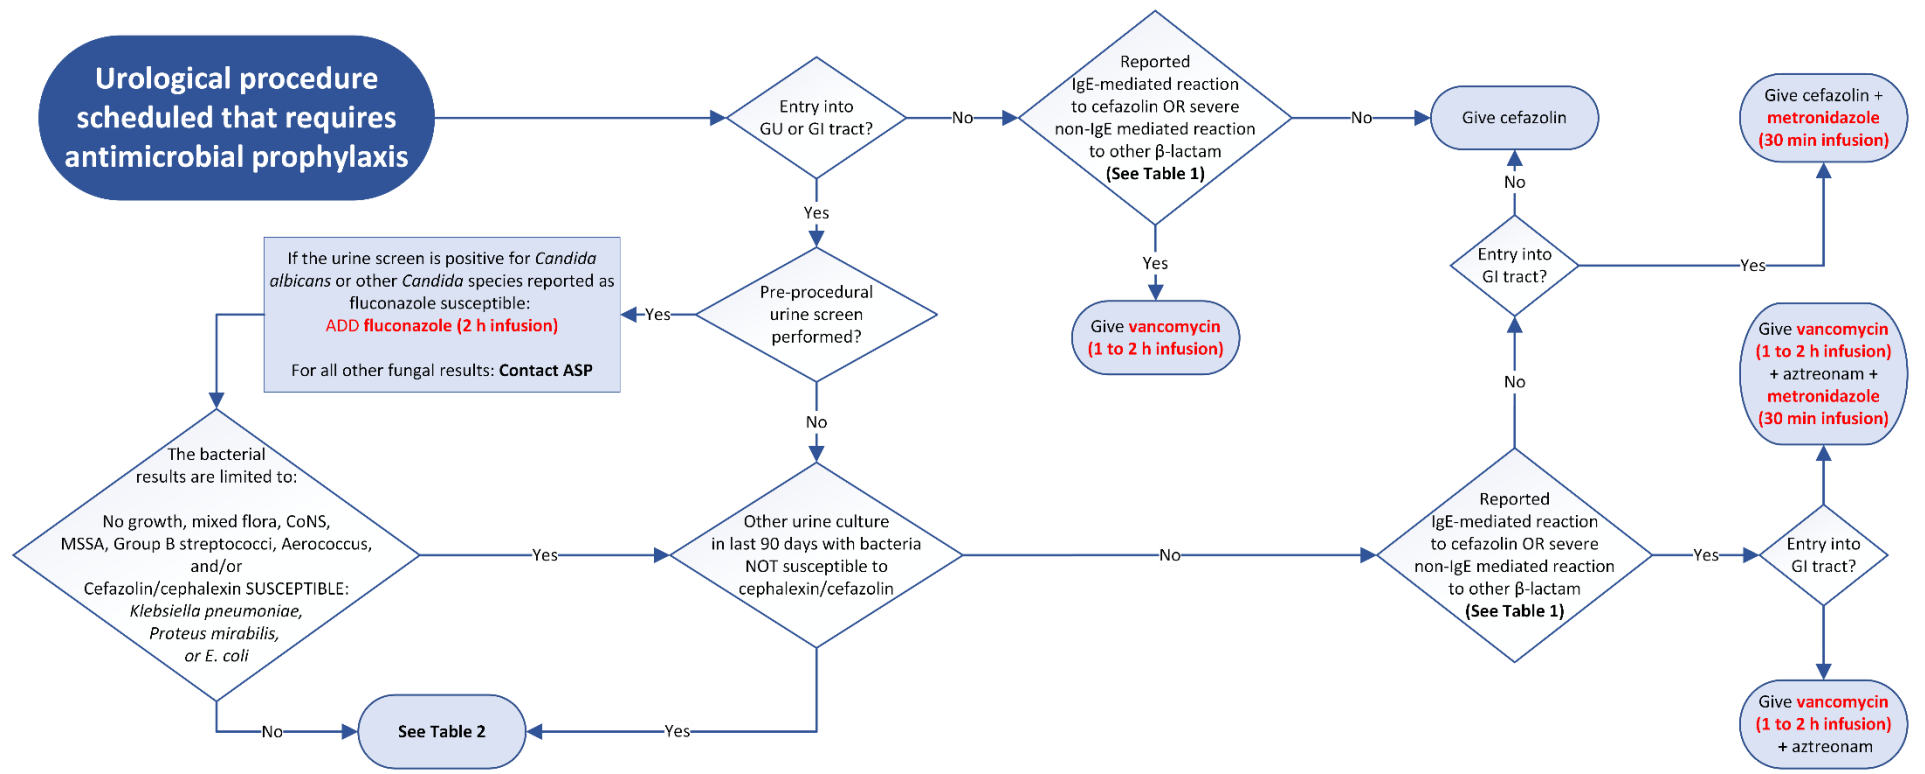 Urological procedure
scheduled that requires
antimicrobial prophylaxis
Entry into
GU or GI tract?
No
Reported
IgE-mediated reaction
to cefazolin OR severe
non-IgE mediated reaction
to other β-lactam
(See Table 1)
No
Give cefazolin
Give cefazolin +
metronidazole
(30 min infusion)
Yes
Yes
Give vancomycin
(1 to 2 h infusion)
No
Entry into
GI tract?
Yes
If the urine screen is positive for Candida
albicans or other Candida species reported as
fluconazole susceptible:
ADD fluconazole (2 h infusion)
For all other fungal results: Contact ASP
Yes
Pre-procedural
urine screen
performed?
No
No
Give vancomycin
(1 to 2 h infusion)
+ aztreonam +
metronidazole
(30 min infusion)
The bacterial
results are limited to:
No growth, mixed flora, CoNS,
MSSA, Group B streptococci, Aerococcus,
and/or
Cefazolin/cephalexin SUSCEPTIBLE:
Klebsiella pneumoniae,
Proteus mirabilis,
or E. coli
Yes
Other urine culture
in last 90 days with bacteria
NOT susceptible to
cephalexin/cefazolin
No
Reported
IgE-mediated reaction
to cefazolin OR severe
non-IgE mediated reaction
to other β-lactam
(See Table 1)
Yes
Entry into
GI tract?
No
See Table 2
Yes
Give vancomycin
(1 to 2 h infusion)
+ aztreonam